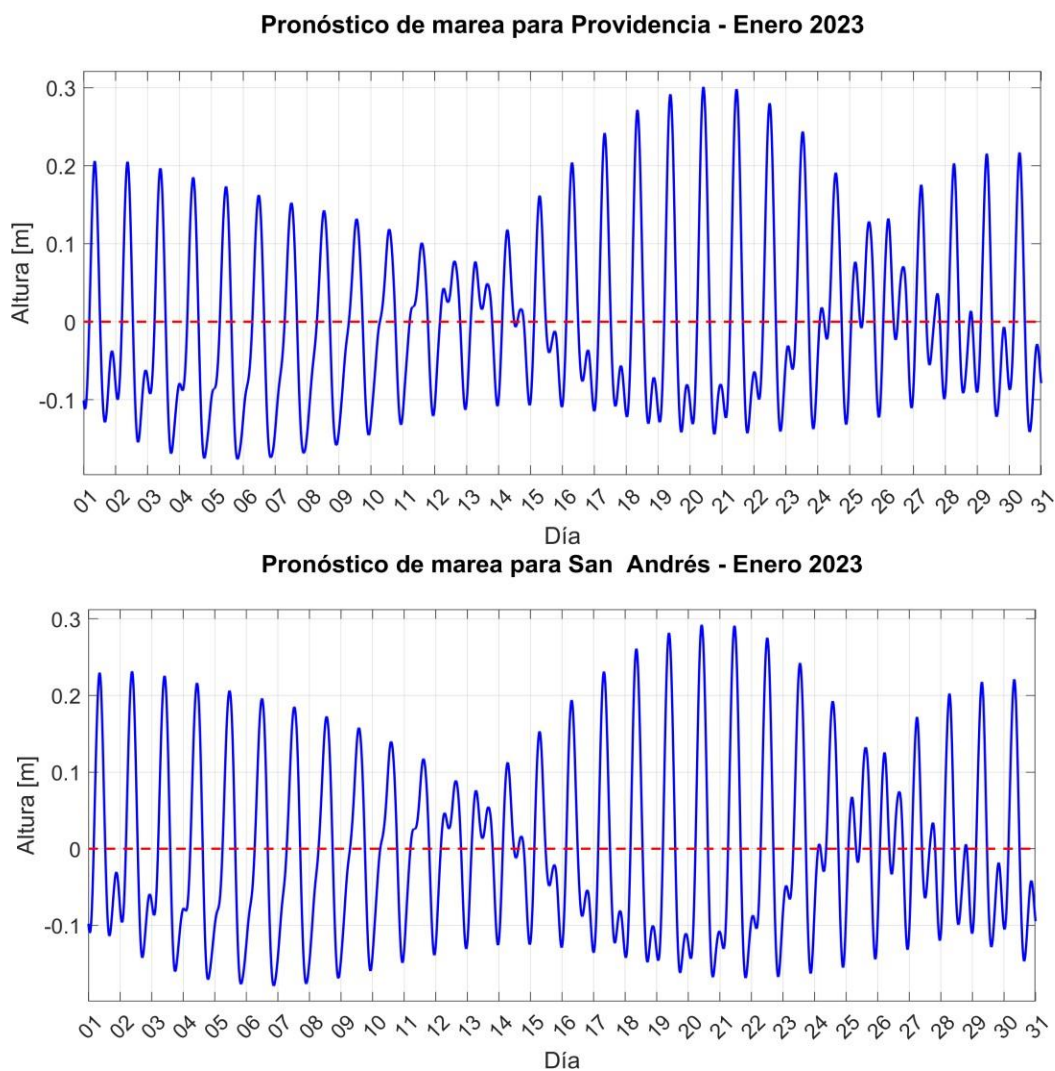 Pronóstico de marea para Providencia - Enero 2023
0.3
0.2
0.1
0
-0.1
Altura [m]
01 02 03 04 05 06 07 08 09 10 11 12 13 14 15 16 17 18 19 20 21 22 23 24 25 26 27 28 29 30 31
Día
Pronóstico de marea para San  Andrés - Enero 2023
0.3
0.2
0.1
0
-0.1
Altura [m]
01 02 03 04 05 06 07 08 09 10 11 12 13 14 15 16 17 18 19 20 21 22 23 24 25 26 27 28 29 30 31
Día